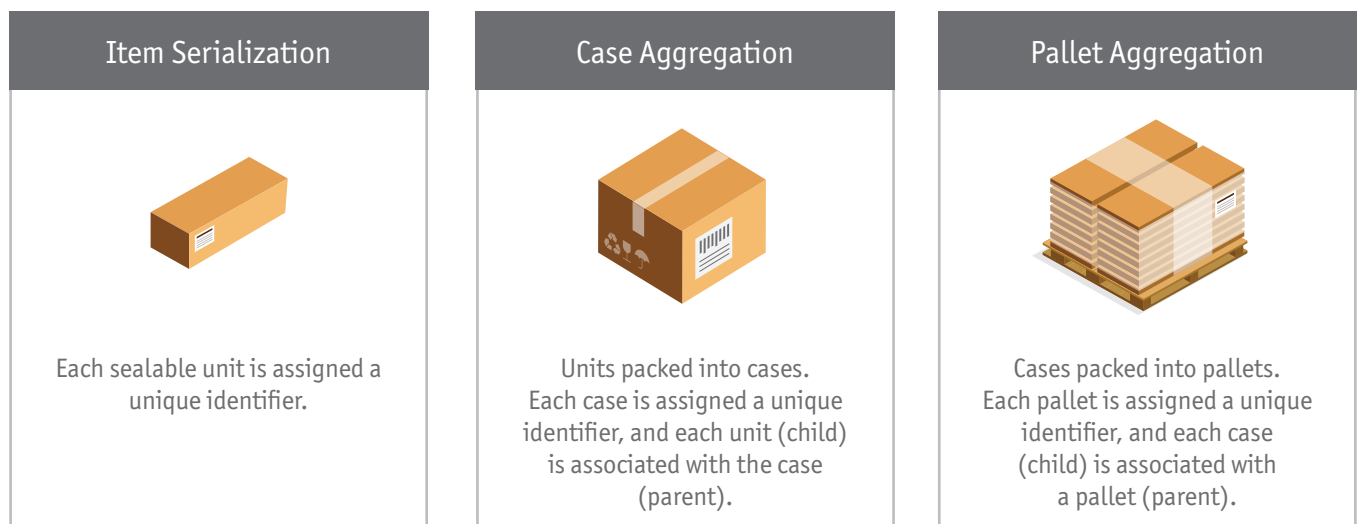 Item Serialization
Each sealable unit is assigned a
unique identifier.
Case Aggregation
Units packed into cases.
Each case is assigned a unique
identifier, and each unit (child)
is associated with the case
(parent).
Pallet Aggregation
Cases packed into pallets.
Each pallet is assigned a unique
identifier, and each case
(child) is associated with
a pallet (parent).